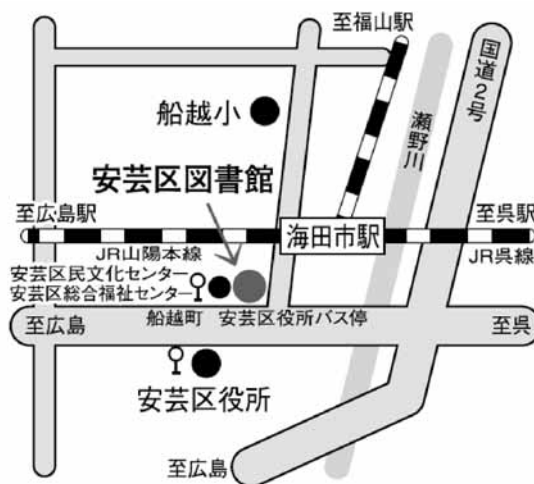 至福山駅
国道2号
瀬野川
船越小
安芸区図書館
至広島駅
海田市駅
至呉駅
JR山陽本線
JR呉線
安芸区民文化センター
安芸区総合福祉センター
船越町
安芸区役所バス停
至広島
至呉
安芸区役所
至広島